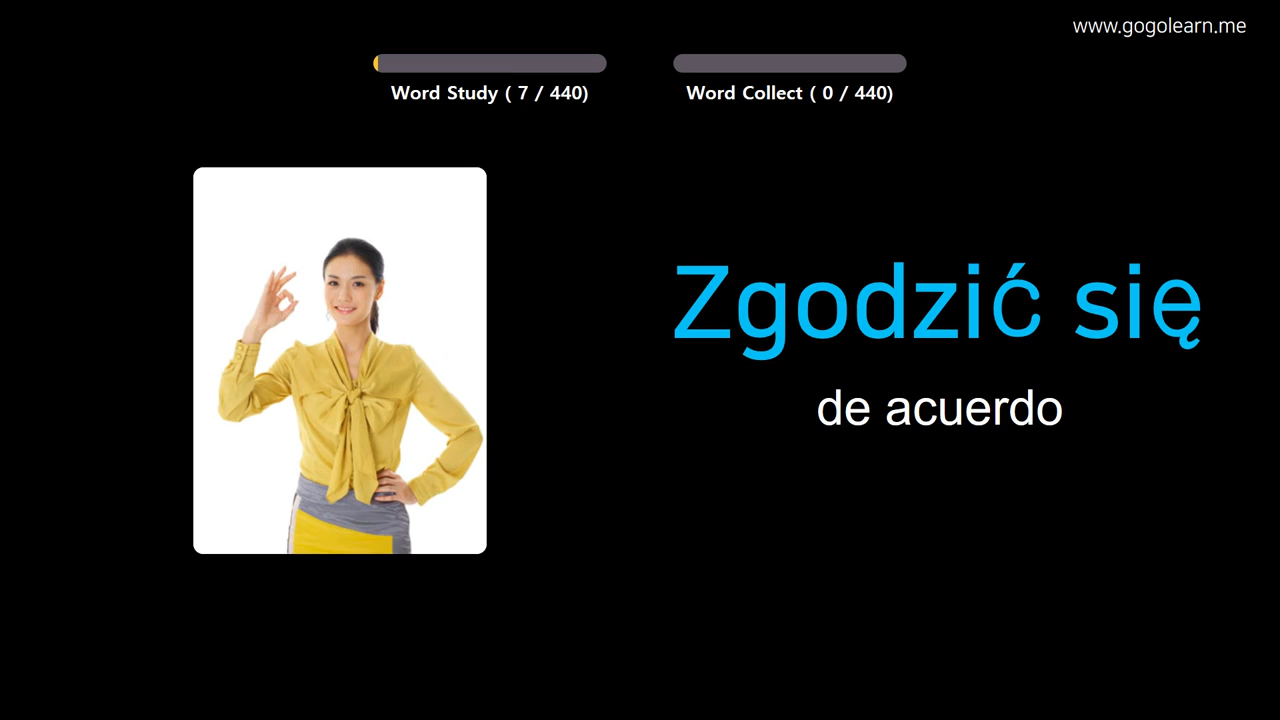 www.gogolearn.me
Word Study ( 7 / 440)
Word Collect ( 0 / 440)
Zgodzić się
de acuerdo